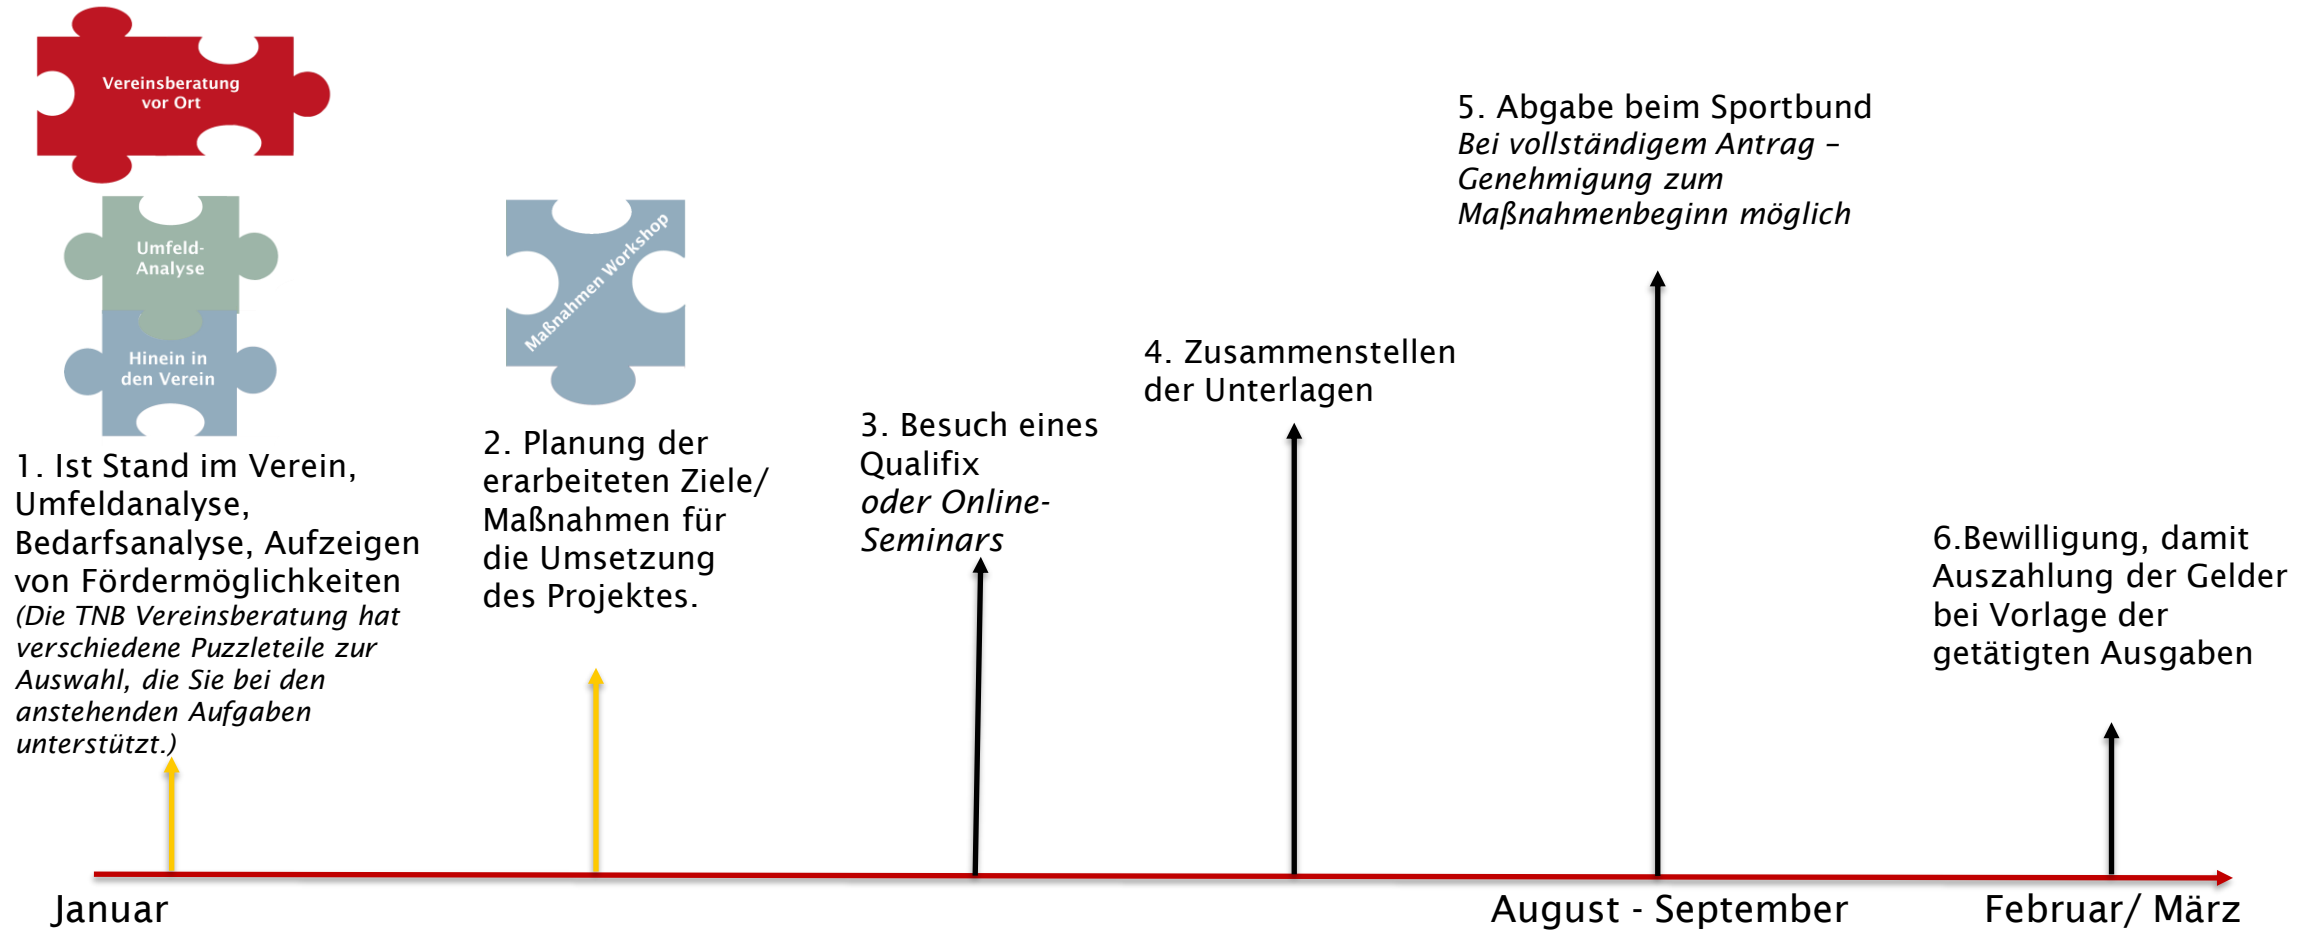 Vereinsberatung
vor Ort
Umfeld-
Analyse
Hinein in
den Verein
1. Ist Stand im Verein,
Umfeldanalyse,
Bedarfsanalyse, Aufzeigen
von Fördermöglichkeiten
(Die TNB Vereinsberatung hat
verschiedene Puzzleteile zur
Auswahl, die Sie bei den
anstehenden Aufgaben
unterstützt.)
Maßnahmen Workshop
2. Planung der
erarbeiteten Ziele/
Maßnahmen für
die Umsetzung
des Projektes.
3. Besuch eines
Qualifix
oder Online-
Seminars
4. Zusammenstellen
der Unterlagen
5. Abgabe beim Sportbund
Bei vollständigem Antrag –
Genehmigung zum
Maßnahmenbeginn möglich
6.Bewilligung, damit
Auszahlung der Gelder
bei Vorlage der
getätigten Ausgaben
Januar
August - September
Februar/ März